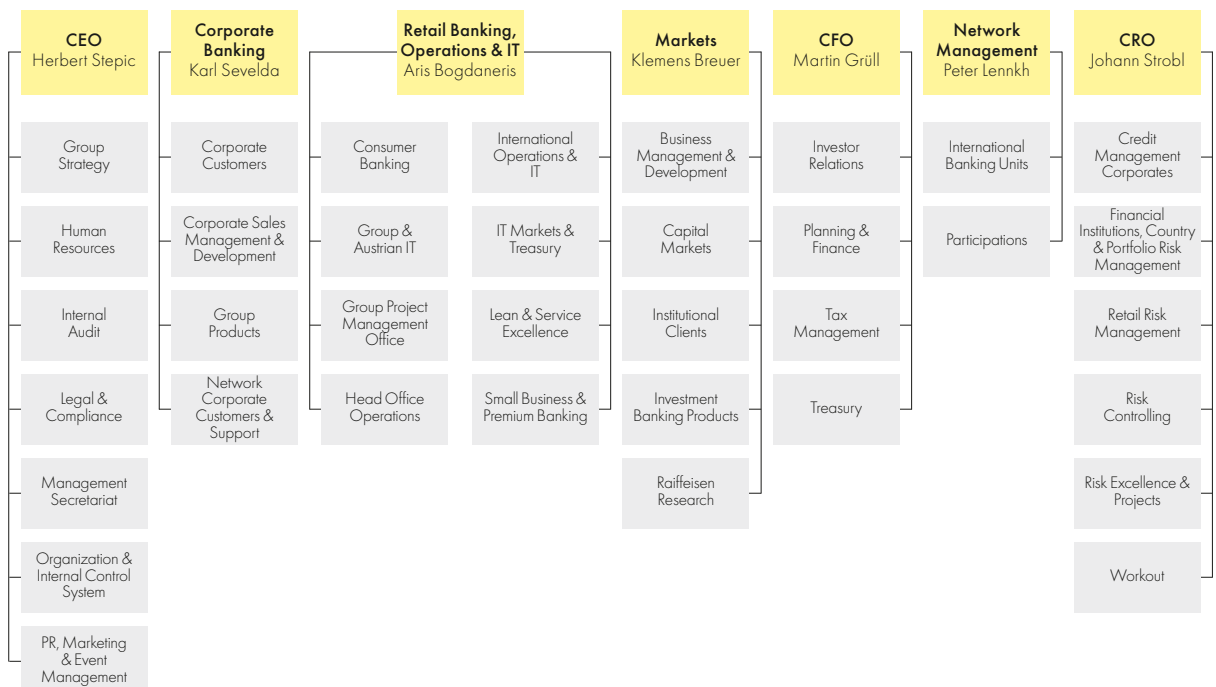 CEO
Herbert Stepic
Group
Strategy
Human
Resources
Internal
Audit
Legal &
Compliance
Management
Secretariat
Organization &
Internal Control
System
PR, Marketing
& Event
Management
Corporate
Banking
Karl Sevelda
Corporate
Customers
Corporate Sales
Management &
Development
Group
Products
Network
Corporate
Customers &
Support
Retail Banking,
Operations & IT
Aris Bogdaneris
Consumer
Banking
Group &
Austrian IT
Group Project
Management
Office
Head Office
Operations
International
Operations &
IT
IT Markets &
Treasury
Lean & Service
Excellence
Small Business &
Premium Banking
Markets
Klemens Breuer
Business
Management &
Development
Capital
Markets
Institutional
Clients
Investment
Banking Products
Raiffeisen
Research
CFO
Martin Grüll
Investor
Relations
Planning &
Finance
Tax
Management
Treasury
Network
Management
Peter Lennkh
International
Banking Units
Participations
CRO
Johann Strobl
Credit
Management
Corporates
Financial
Institutions, Country
& Portfolio Risk
Management
Retail Risk
Management
Risk
Controlling
Risk Excellence &
Projects
Workout